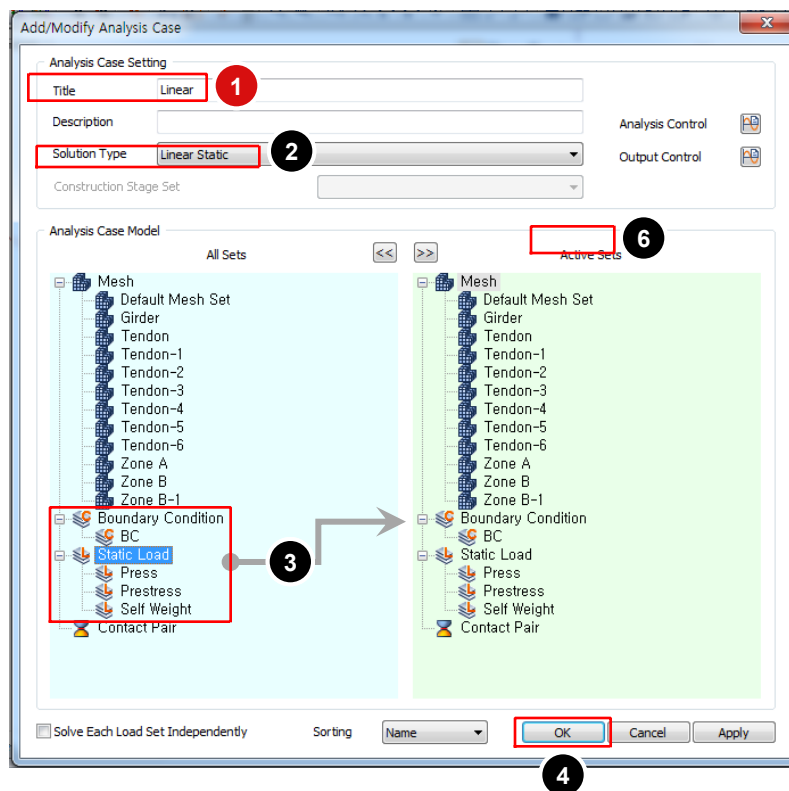 Add/Modify Analysis Case
X
Analysis Case Setting
Title Linear 1
Description Analysis Control
Solution Type Linear Static 2 Output Control
Construction Stage Set
Analysis Case Model 6
All Sets << >> Active Sets
Mesh Mesh
Default Mesh Set Default Mesh Set
Girder Girder
Tendon Tendon
Tendon-1 Tendon-1
Tendon-2 Tendon-2
Tendon-3 Tendon-3
Tendon-4 Tendon-4
Tendon-5 Tendon-5
Tendon-6 Tendon-6
Zone A Zone A
Zone B Zone B
Zone B-1 Zone B-1
Boundary Condition Boundary Condition
BC BC
Static Load 3 Static Load
Press Press
Prestress Prestress
Self Weight Self Weight
Contact Pair Contact Pair
Solve Each Load Set Independently Sorting Name OK Cancel Apply
4